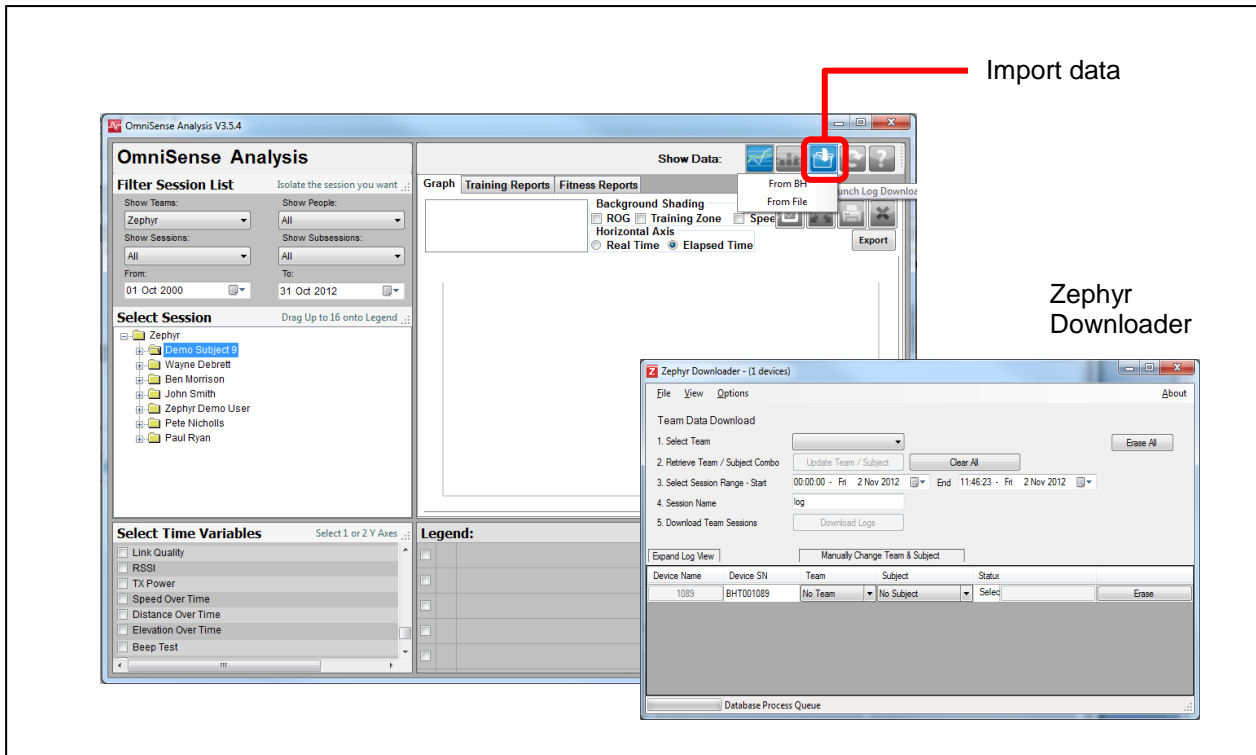 Import data
OmniSense Analysis V3.5.4
OmniSense Analysis
Show Data:
Filter Session List
Isolate the session you want
Show Teams:
Show People:
Zephyr
All
Show Sessions:
Show Subsessions:
All
All
From:
To:
01 Oct 2000
31 Oct 2012
Select Session
Drag Up to 16 onto Legend
Zephyr
Demo Subject 9
Wayne Debrett
Ben Morrison
John Smith
Zephyr Demo User
Pete Nicholls
Paul Ryan
Select Time Variables
Select 1 or 2 Y Axes
Link Quality
RSSI
TX Power
Speed Over Time
Distance Over Time
Elevation Over Time
Beep Test
Graph Training Reports Fitness Reports
From BH
From File
Background Shading
ROG Training Zone
Horizontal Axis
Real Time Elapsed Time
Export
Legend:
Zephyr
Downloader
Zephyr Downloader - (1 devices)
File View Options About
Team Data Download
1. Select Team
Erase All
2. Retrieve Team / Subject Combo Update Team / Subject Clear All
3. Select Session Range - Start 00:00:00 - Fri 2 Nov 2012 End 11:46:23 - Fri 2 Nov 2012
4. Session Name log
5. Download Team Sessions Download Logs
Expand Log View Manually Change Team & Subject
Device Name Device SN Team Subject Status
1089 BHT001089 No Team No Subject Selec Erase
Database Process Queue